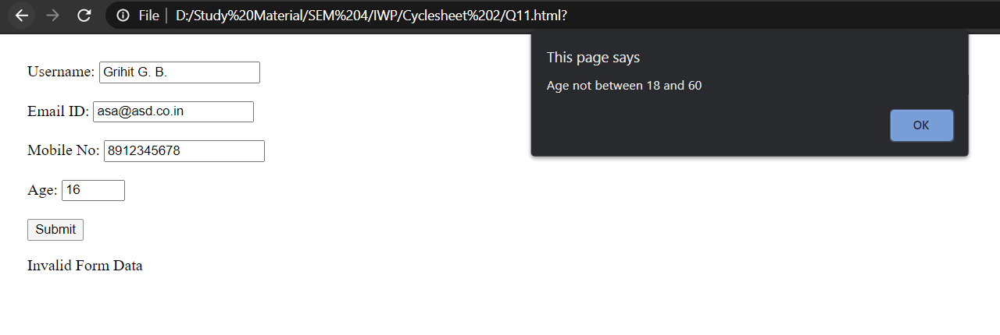 File | D:/Study%20Material/SEM%204/IWP/Cyclesheet%202/Q11.html?
This page says
Age not between 18 and 60
OK
Username: Grihit G. B.
Email ID: asa@asd.co.in
Mobile No: 8912345678
Age: 16
Submit
Invalid Form Data